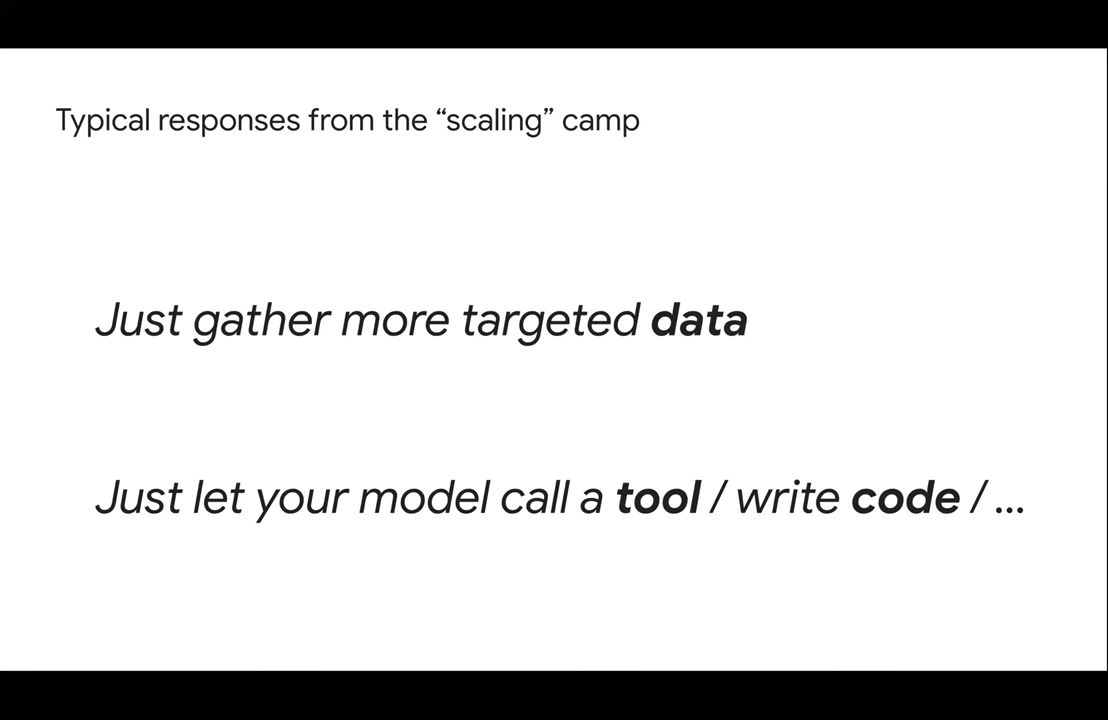 Typical responses from the “scaling” camp
Just gather more targeted data
Just let your model call a tool / write code / ...